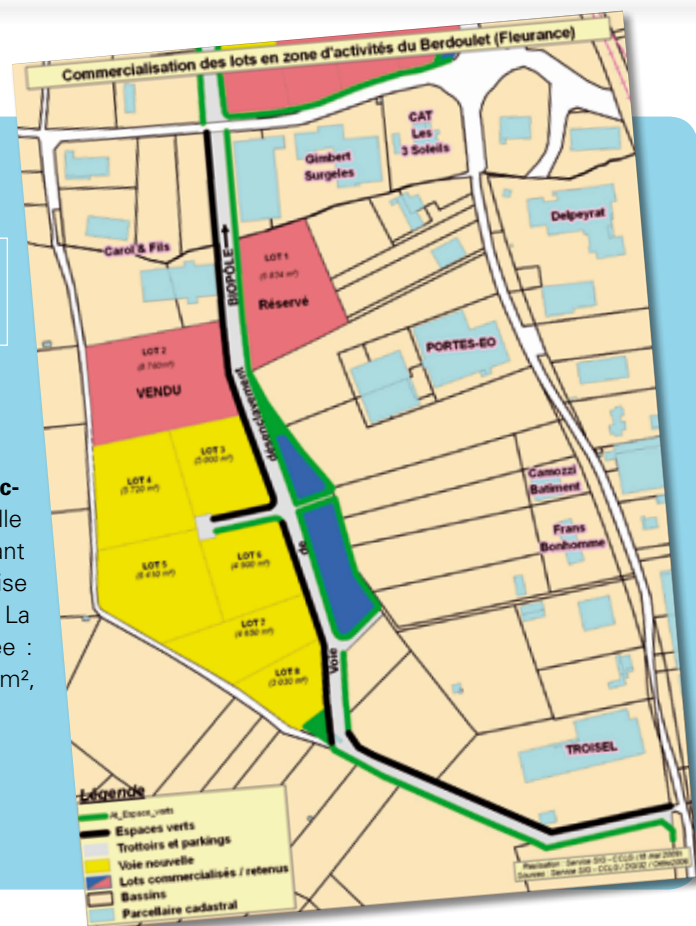 Commercialisation des lots en zone d'activités du Berdoulet (Fleurance)
CAT
Les
3 Soleils
Gimbert
Surgeles
Delpeyrat
Carol & Fils
BIOPÔLE
LOT 1
Réservé
PORTES-EO
LOT 2
VENDU
désenclavement
LOT 3
LOT 4
Camozzi
Batiment
de
Frans
Bonhomme
LOT 5
LOT 6
LOT 7
Voie
LOT 8
TROISEL
c-
lle
ant
ise
La
ée :
m²,
Légende
At_Espace_verts
Espaces verts
Trottoirs et parkings
Voie nouvelle
Lots commercialisés / retenus
Bassins
Parcellaire cadastral